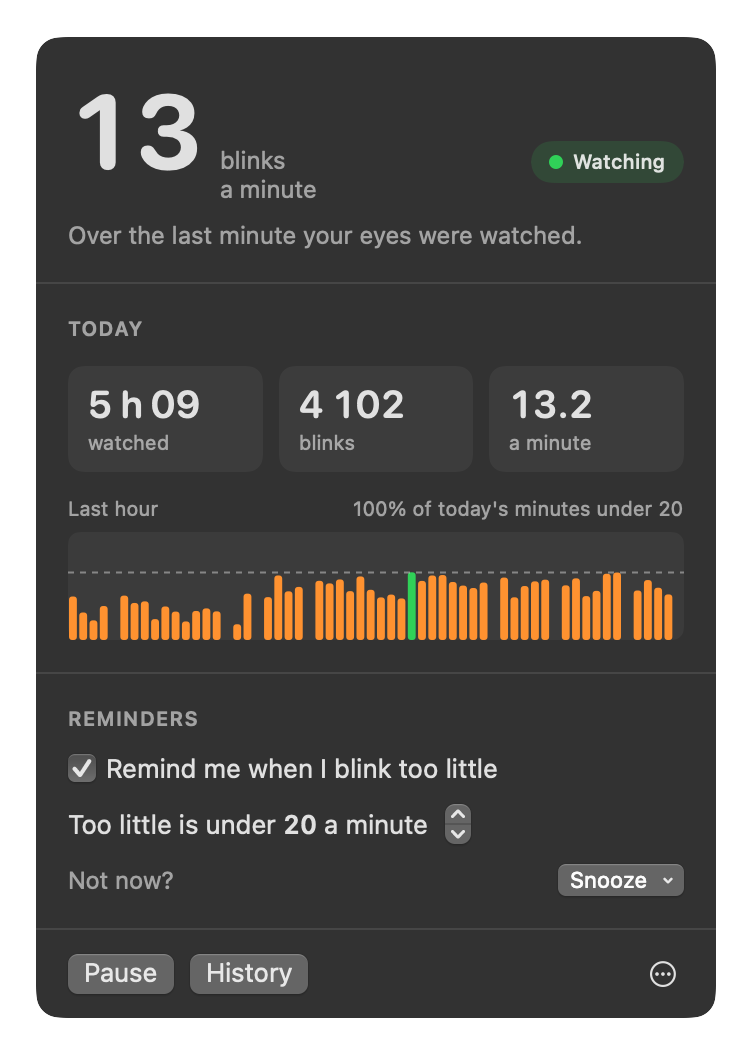 13 blinks
a minute
Watching
Over the last minute your eyes were watched.
TODAY
5 h 09
watched
4 102
blinks
13.2
a minute
Last hour
100% of today's minutes under 20
REMINDERS
Remind me when I blink too little
Too little is under 20 a minute
Not now?
Snooze
Pause
History